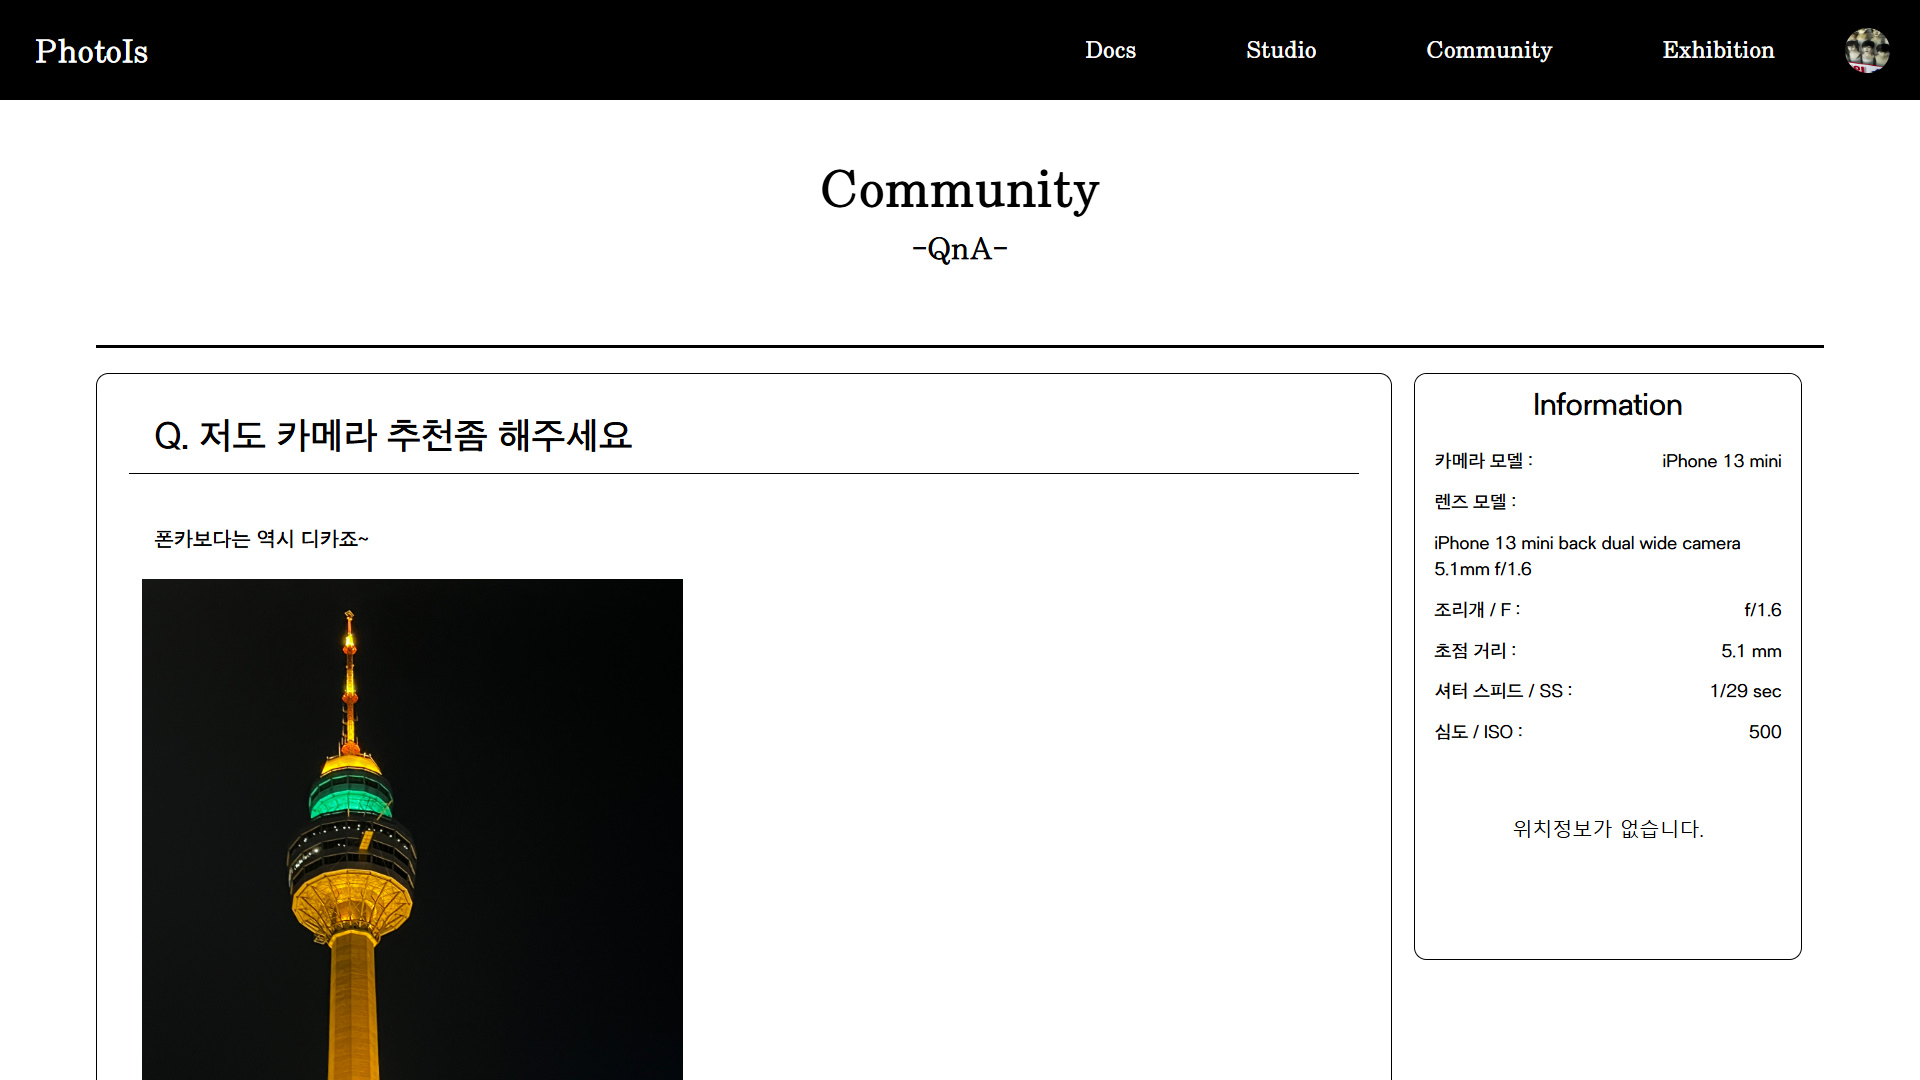 PhotoIs
Docs
Studio
Community
Exhibition
Community
-QnA-
Q. 저도 카메라 추천좀 해주세요
폰카보다는 역시 디카죠~
Information
카메라 모델 : iPhone 13 mini
렌즈 모델 :
iPhone 13 mini back dual wide camera
5.1mm f/1.6
조리개 / F : f/1.6
초점 거리 : 5.1 mm
셔터 스피드 / SS : 1/29 sec
심도 / ISO : 500
위치정보가 없습니다.